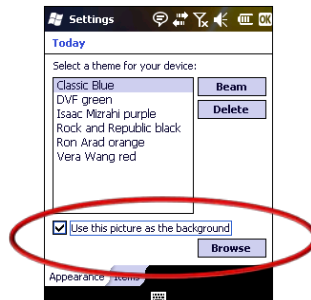 Settings
OK
Today
Select a theme for your device:
Classic Blue
Beam
DVF green
Delete
Isaac Mizrahi purple
Rock and Republic black
Ron Arad orange
Vera Wang red
Use this picture as the background
Browse
Appearance Items